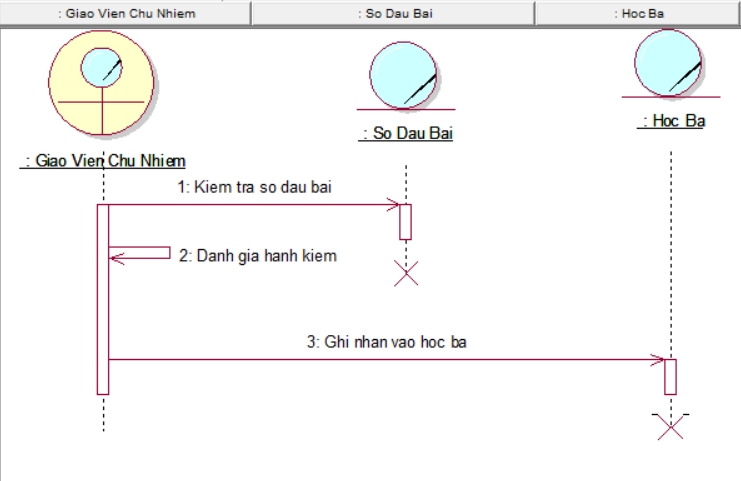 : Giao Vien Chu Nhiem
: So Dau Bai
: Hoc Ba
: Giao Vien Chu Nhiem
: So Dau Bai
: Hoc Ba
1: Kiem tra so dau bai
2: Danh gia hanh kiem
3: Ghi nhan vao hoc ba